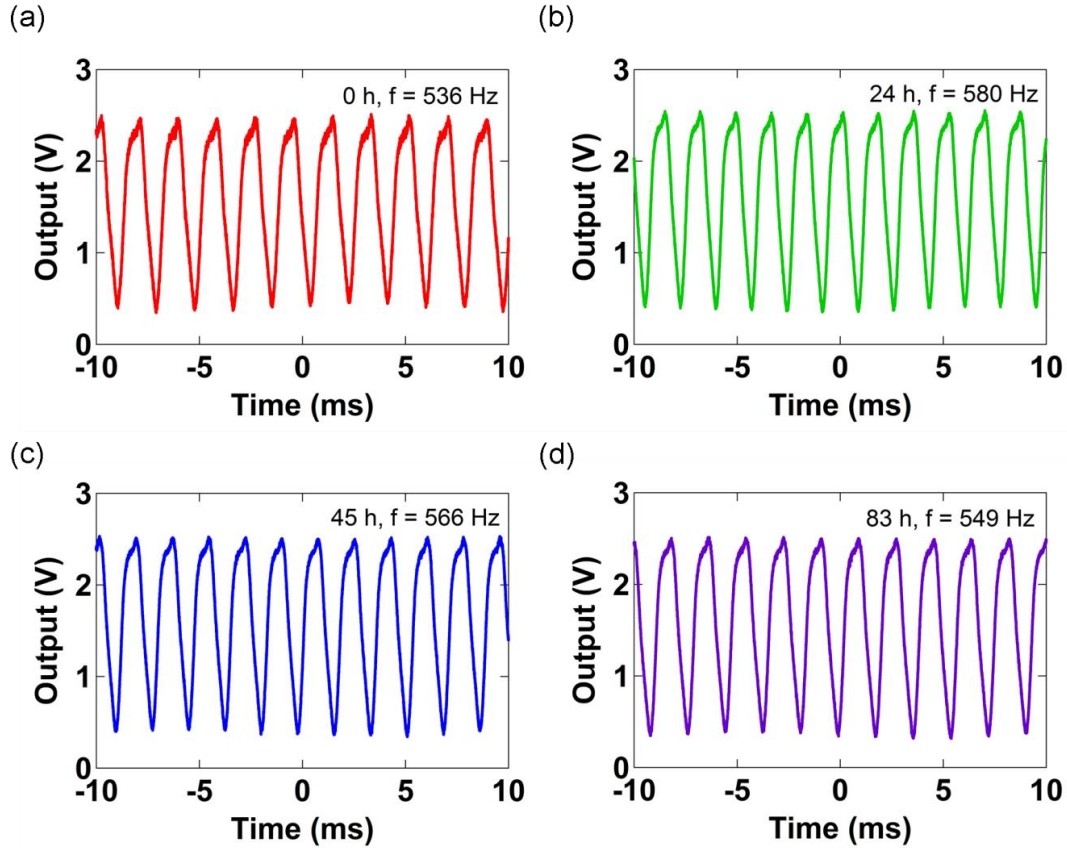 (a)
(b)
3
2
1
0
Output (V)
0 h, f = 536 Hz
-10
-5
0
5
10
Time (ms)
3
2
1
0
Output (V)
24 h, f = 580 Hz
-10
-5
0
5
10
Time (ms)
(c)
(d)
3
2
1
0
Output (V)
45 h, f = 566 Hz
-10
-5
0
5
10
Time (ms)
3
2
1
0
Output (V)
83 h, f = 549 Hz
-10
-5
0
5
10
Time (ms)